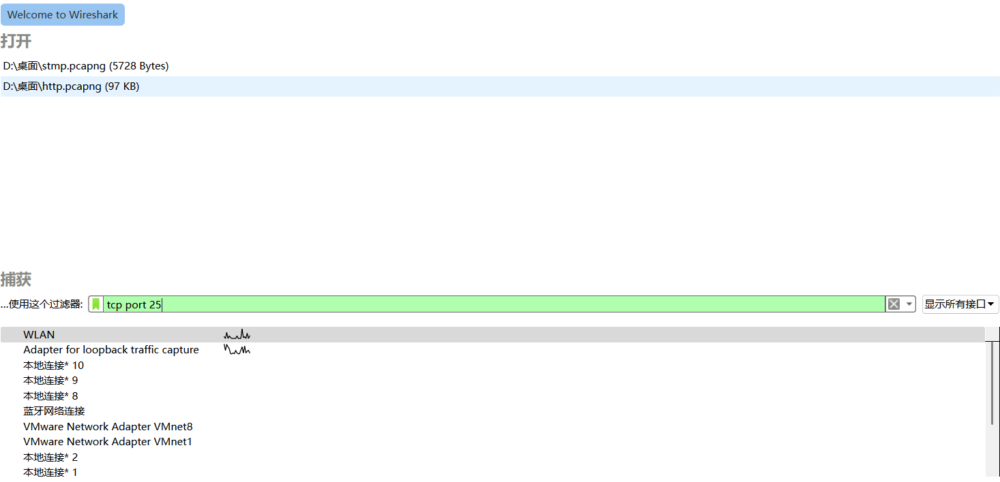 Welcome to Wireshark
打开
D:\桌面\stmp.pcapng (5728 Bytes)
D:\桌面\http.pcapng (97 KB)
捕获
…使用这个过滤器: tcp port 25 显示所有接口
WLAN
Adapter for loopback traffic capture
本地连接* 10
本地连接* 9
本地连接* 8
蓝牙网络连接
VMware Network Adapter VMnet8
VMware Network Adapter VMnet1
本地连接* 2
本地连接* 1